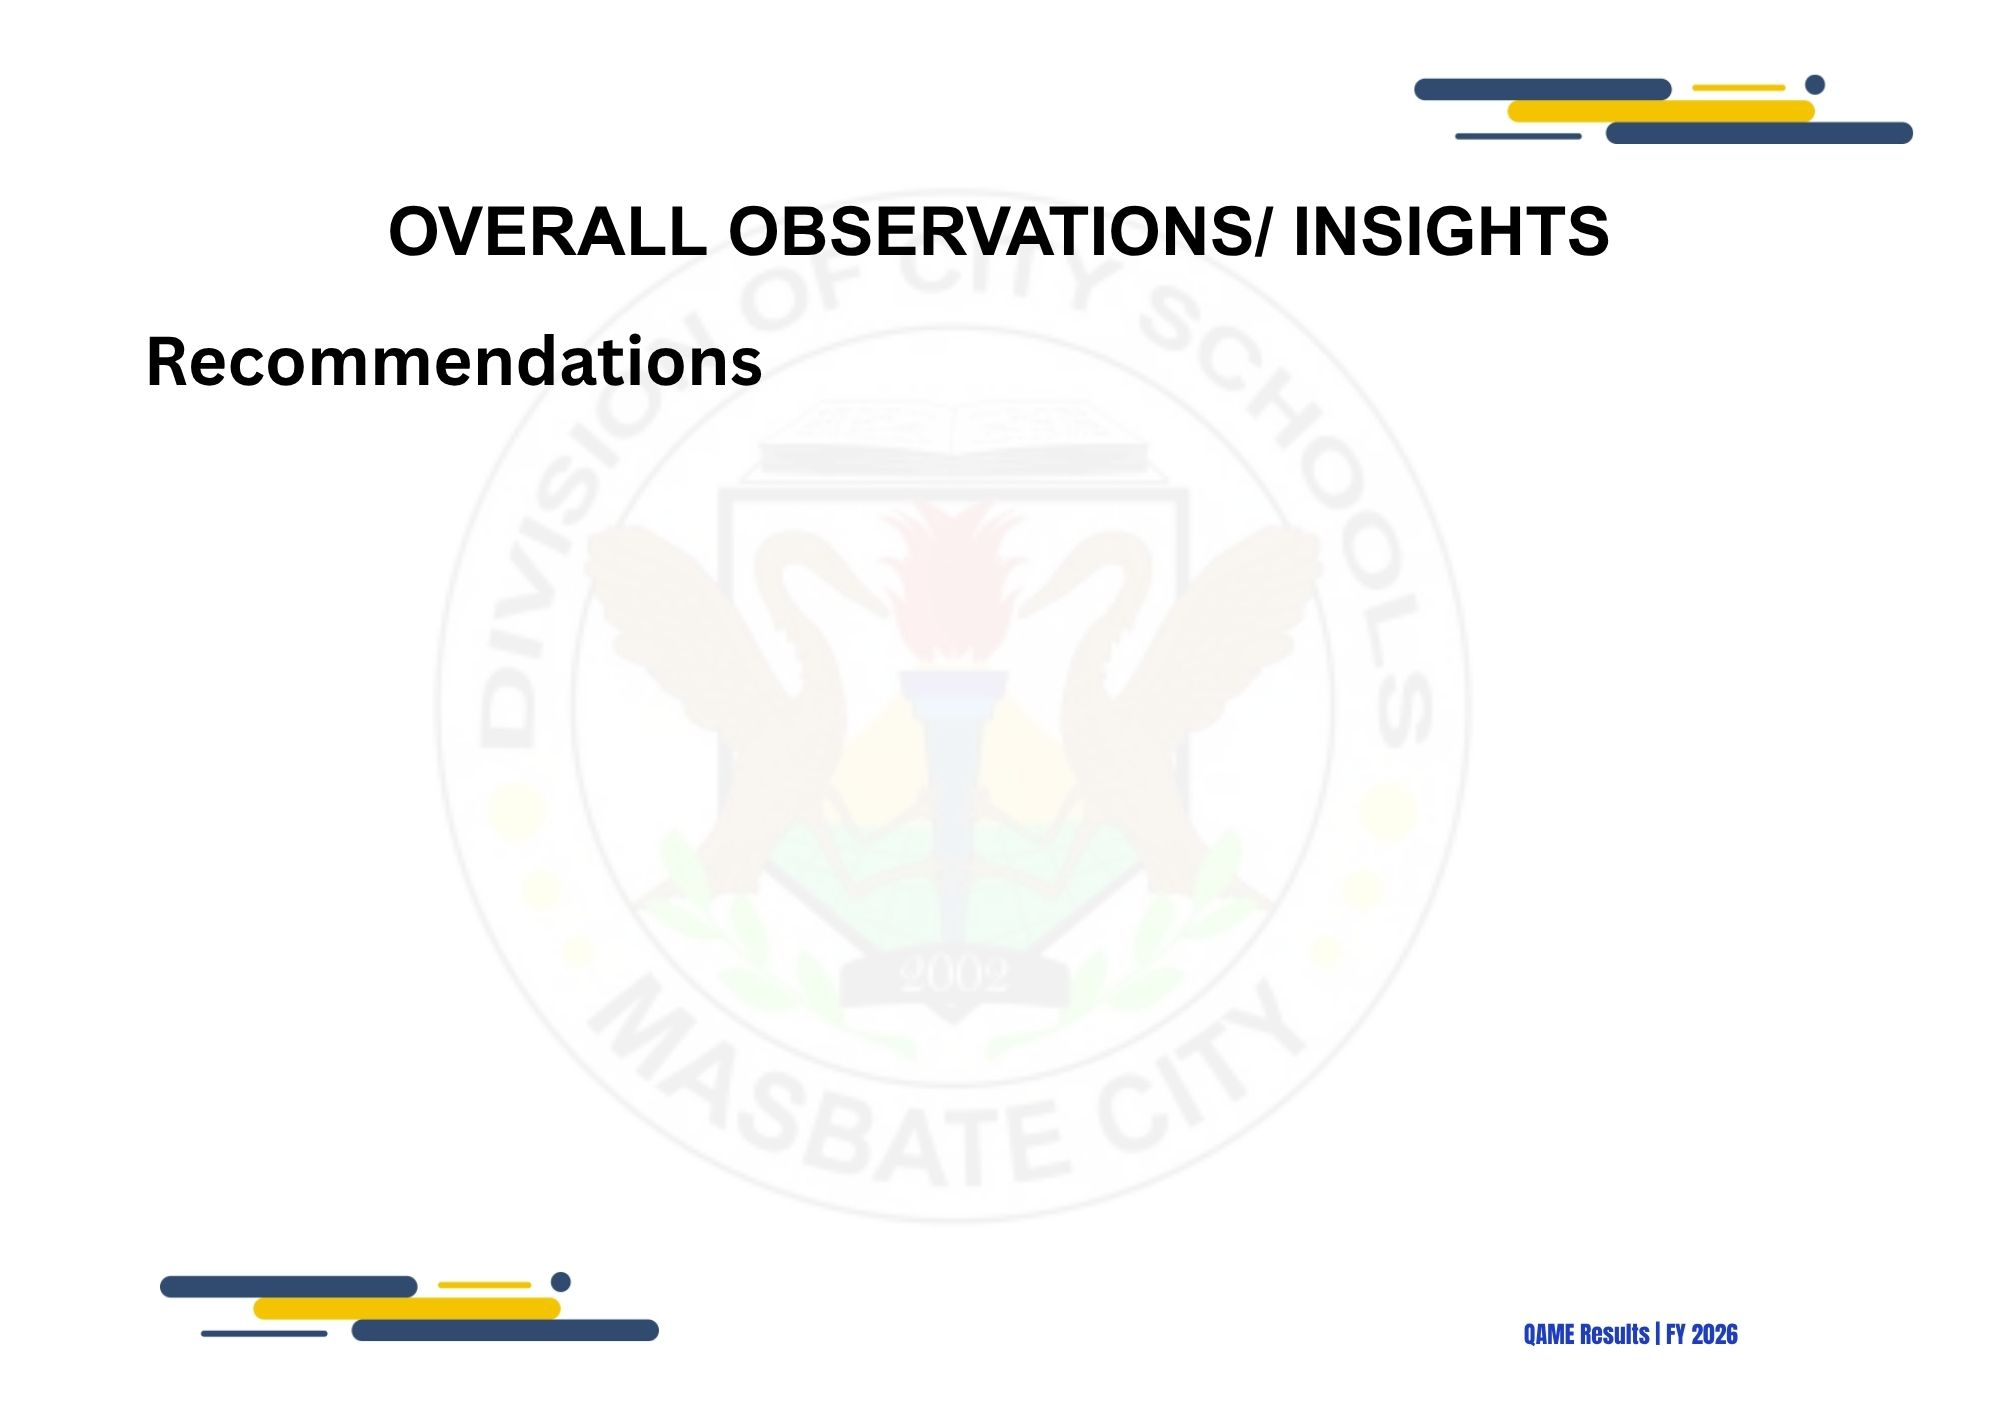 OVERALL OBSERVATIONS/ INSIGHTS
Recommendations
DIVISION OF CITY SCHOOLS
2002
MASBATE CITY
QAME Results | FY 2026